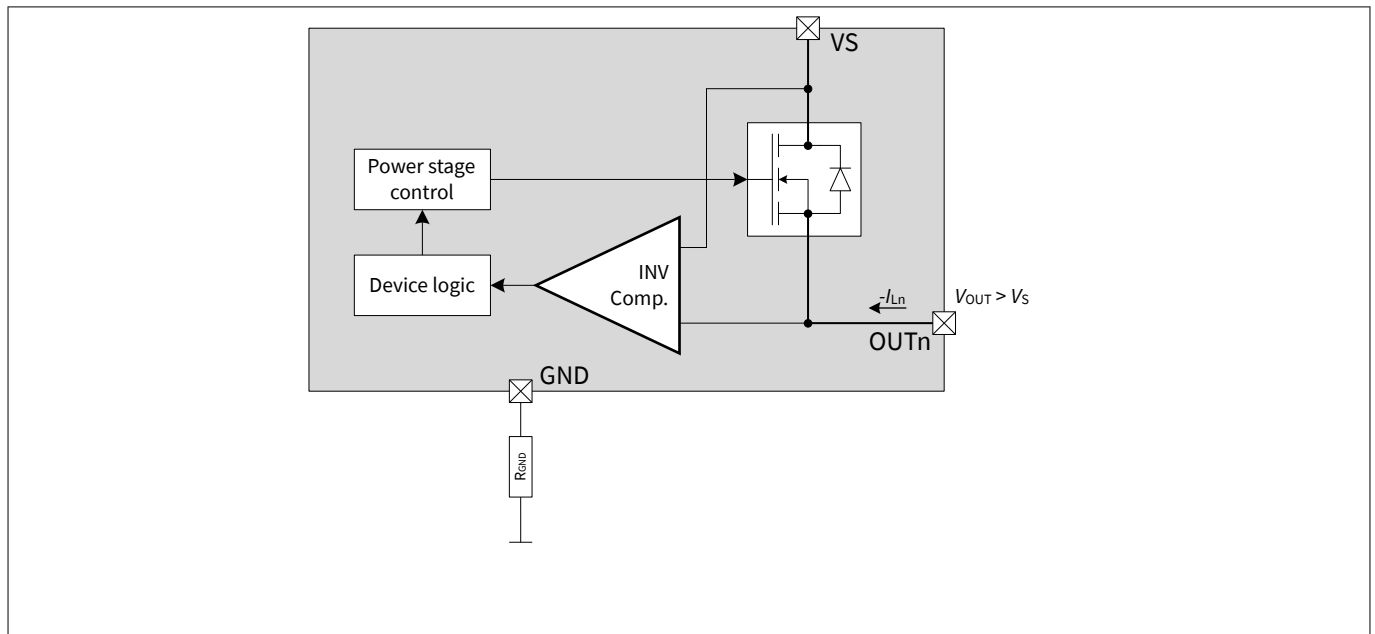 VS
Power stage
control
Device logic
INV
Comp.
-ILn
VOUT > VS
OUTn
GND
RGND